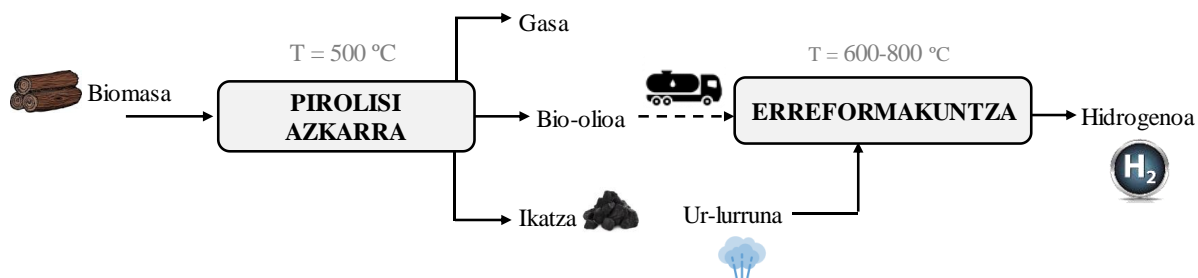 Gasa
T = 500 ºC
T = 600-800 ºC
Biomasa
PIROLISI
AZKARRA
Bio-olioa
ERREFORMAKUNTZA
Hidrogenoa
H2
Ikatza
Ur-lurruna